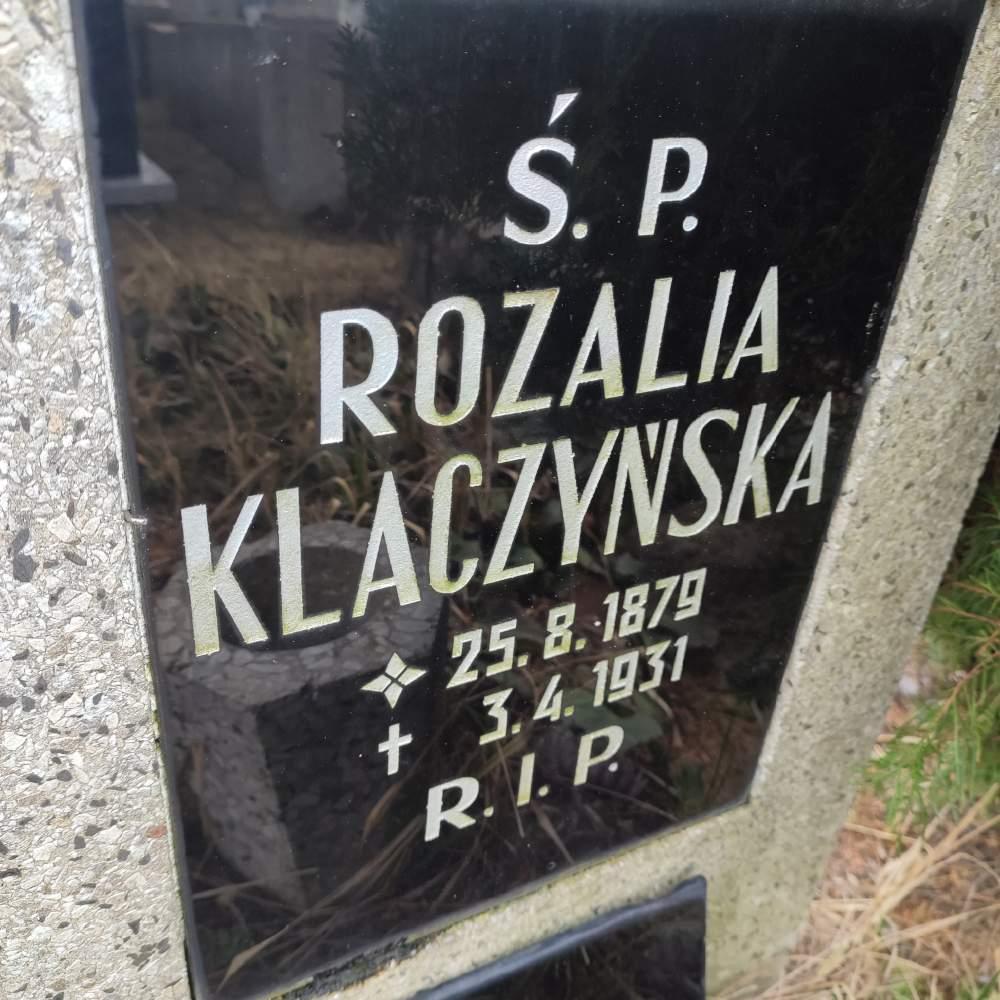 Ś. P.
ROZALIA
KLACZYŃSKA
25. 8. 1879
3. 4. 1931
R. I. P.